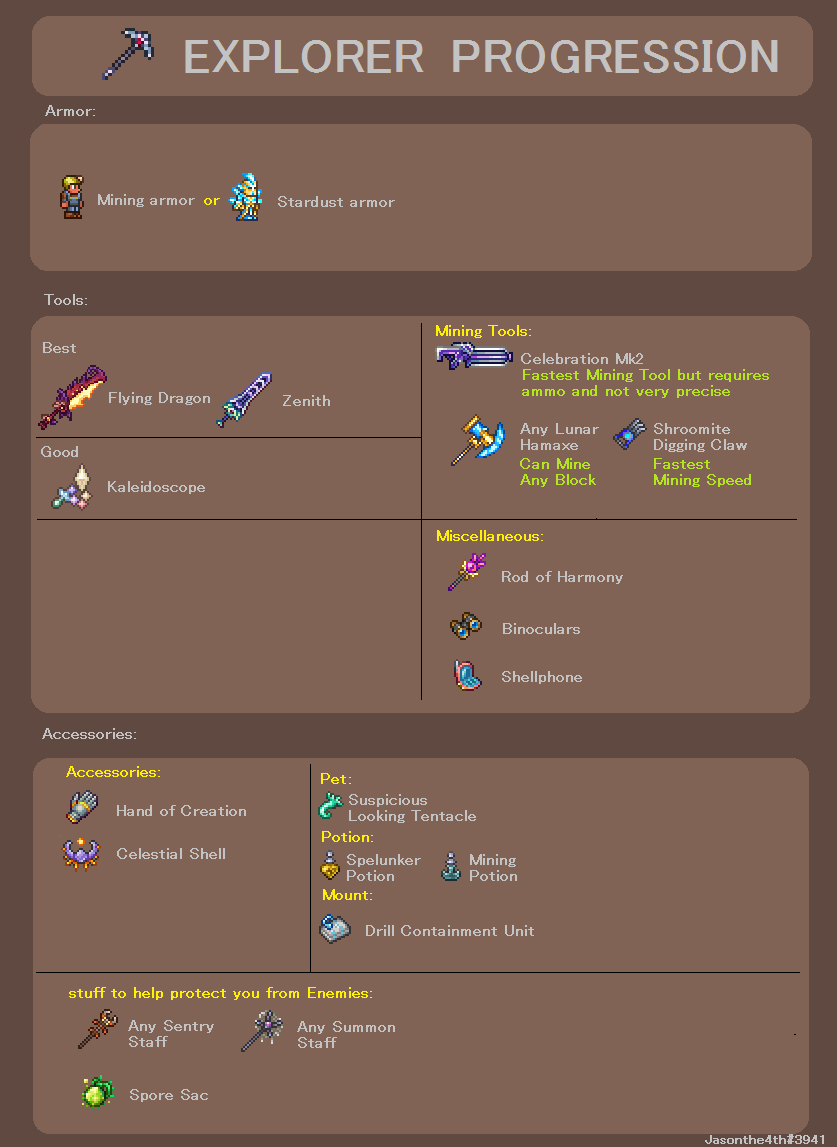 EXPLORER PROGRESSION
Armor:
Mining armor or Stardust armor
Tools:
Best
Flying Dragon
Zenith
Good
Kaleidoscope
Mining Tools:
Celebration Mk2
Fastest Mining Tool but requires
ammo and not very precise
Any Lunar
Hamaxe
Can Mine
Any Block
Shroomite
Digging Claw
Fastest
Mining Speed
Miscellaneous:
Rod of Harmony
Binoculars
Shellphone
Accessories:
Accessories:
Hand of Creation
Celestial Shell
Pet:
Suspicious
Looking Tentacle
Potion:
Spelunker
Potion
Mining
Potion
Mount:
Drill Containment Unit
stuff to help protect you from Enemies:
Any Sentry
Staff
Any Summon
Staff
Spore Sac
Jasonthe4th#3941